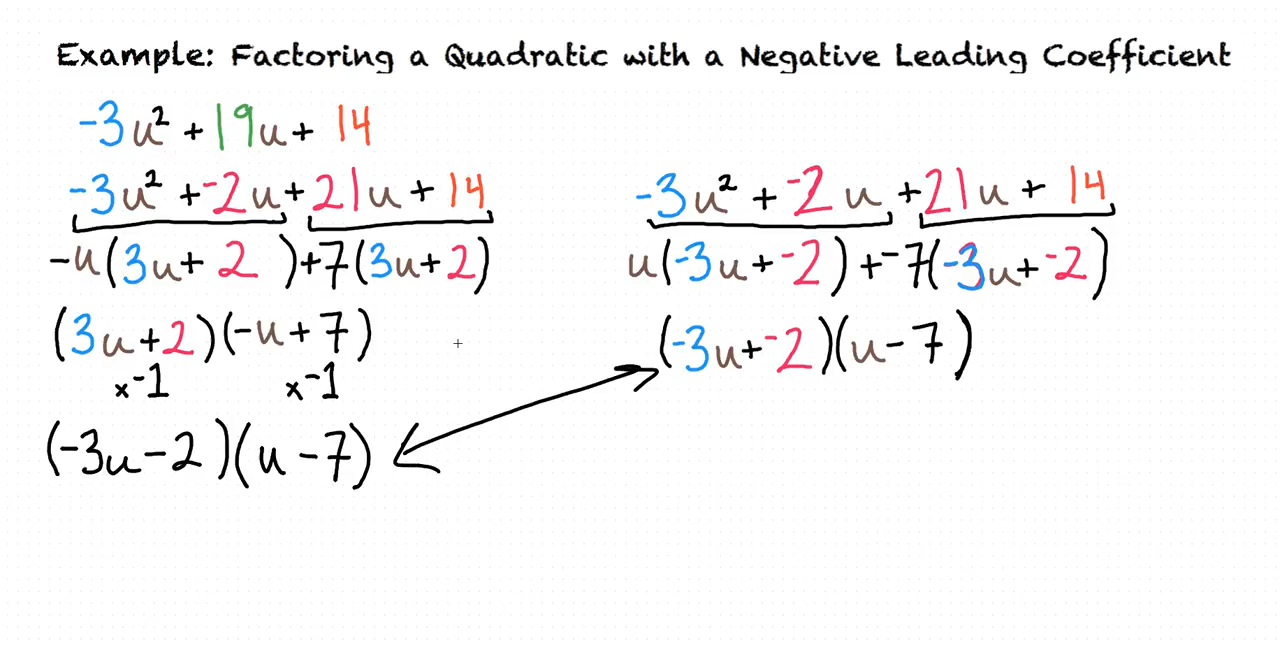 Example: Factoring a Quadratic with a Negative Leading Coefficient
-3u² + 19u + 14
-3u² + -2u + 21u + 14
-u(3u + 2) + 7(3u + 2)
(3u + 2)(-u + 7)
x -1 x -1
(-3u - 2)(u - 7)
-3u² + -2u + 21u + 14
u(-3u + -2) + -7(-3u + -2)
(-3u + -2)(u - 7)